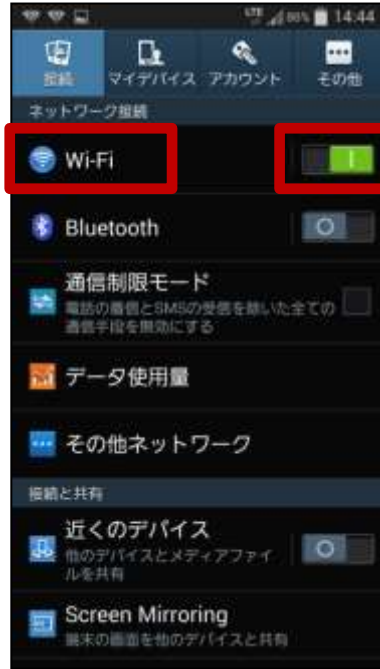 LTE 80% 14:44
接続 マイデバイス アカウント その他
ネットワーク接続
Wi-Fi
Bluetooth
通信制限モード
電話の着信とSMSの受信を除いた全ての
通信手段を無効にする
データ使用量
その他ネットワーク
接続と共有
近くのデバイス
他のデバイスとメディアファイ
ルを共有
Screen Mirroring
端末の画面を他のデバイスと共有